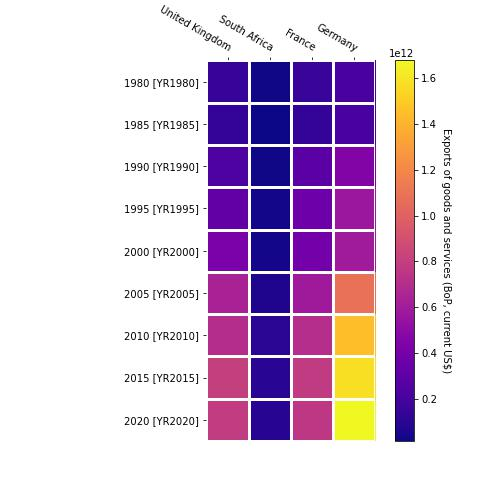 United Kingdom
South Africa
France
Germany
1e12
1980 [YR1980]
1985 [YR1985]
1990 [YR1990]
1995 [YR1995]
2000 [YR2000]
2005 [YR2005]
2010 [YR2010]
2015 [YR2015]
2020 [YR2020]
1.6
1.4
1.2
1.0
0.8
0.6
0.4
0.2
Exports of goods and services (BoP, current US$)